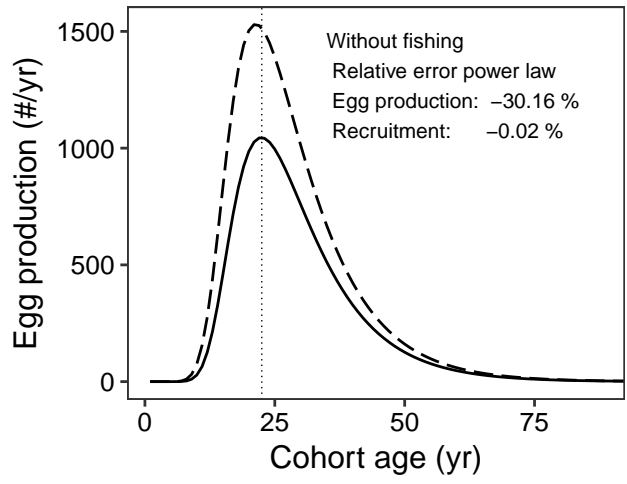 1500
1000
500
0
Egg production (#/yr)
Without fishing
Relative error power law
Egg production: −30.16 %
Recruitment: −0.02 %
0 25 50 75
Cohort age (yr)